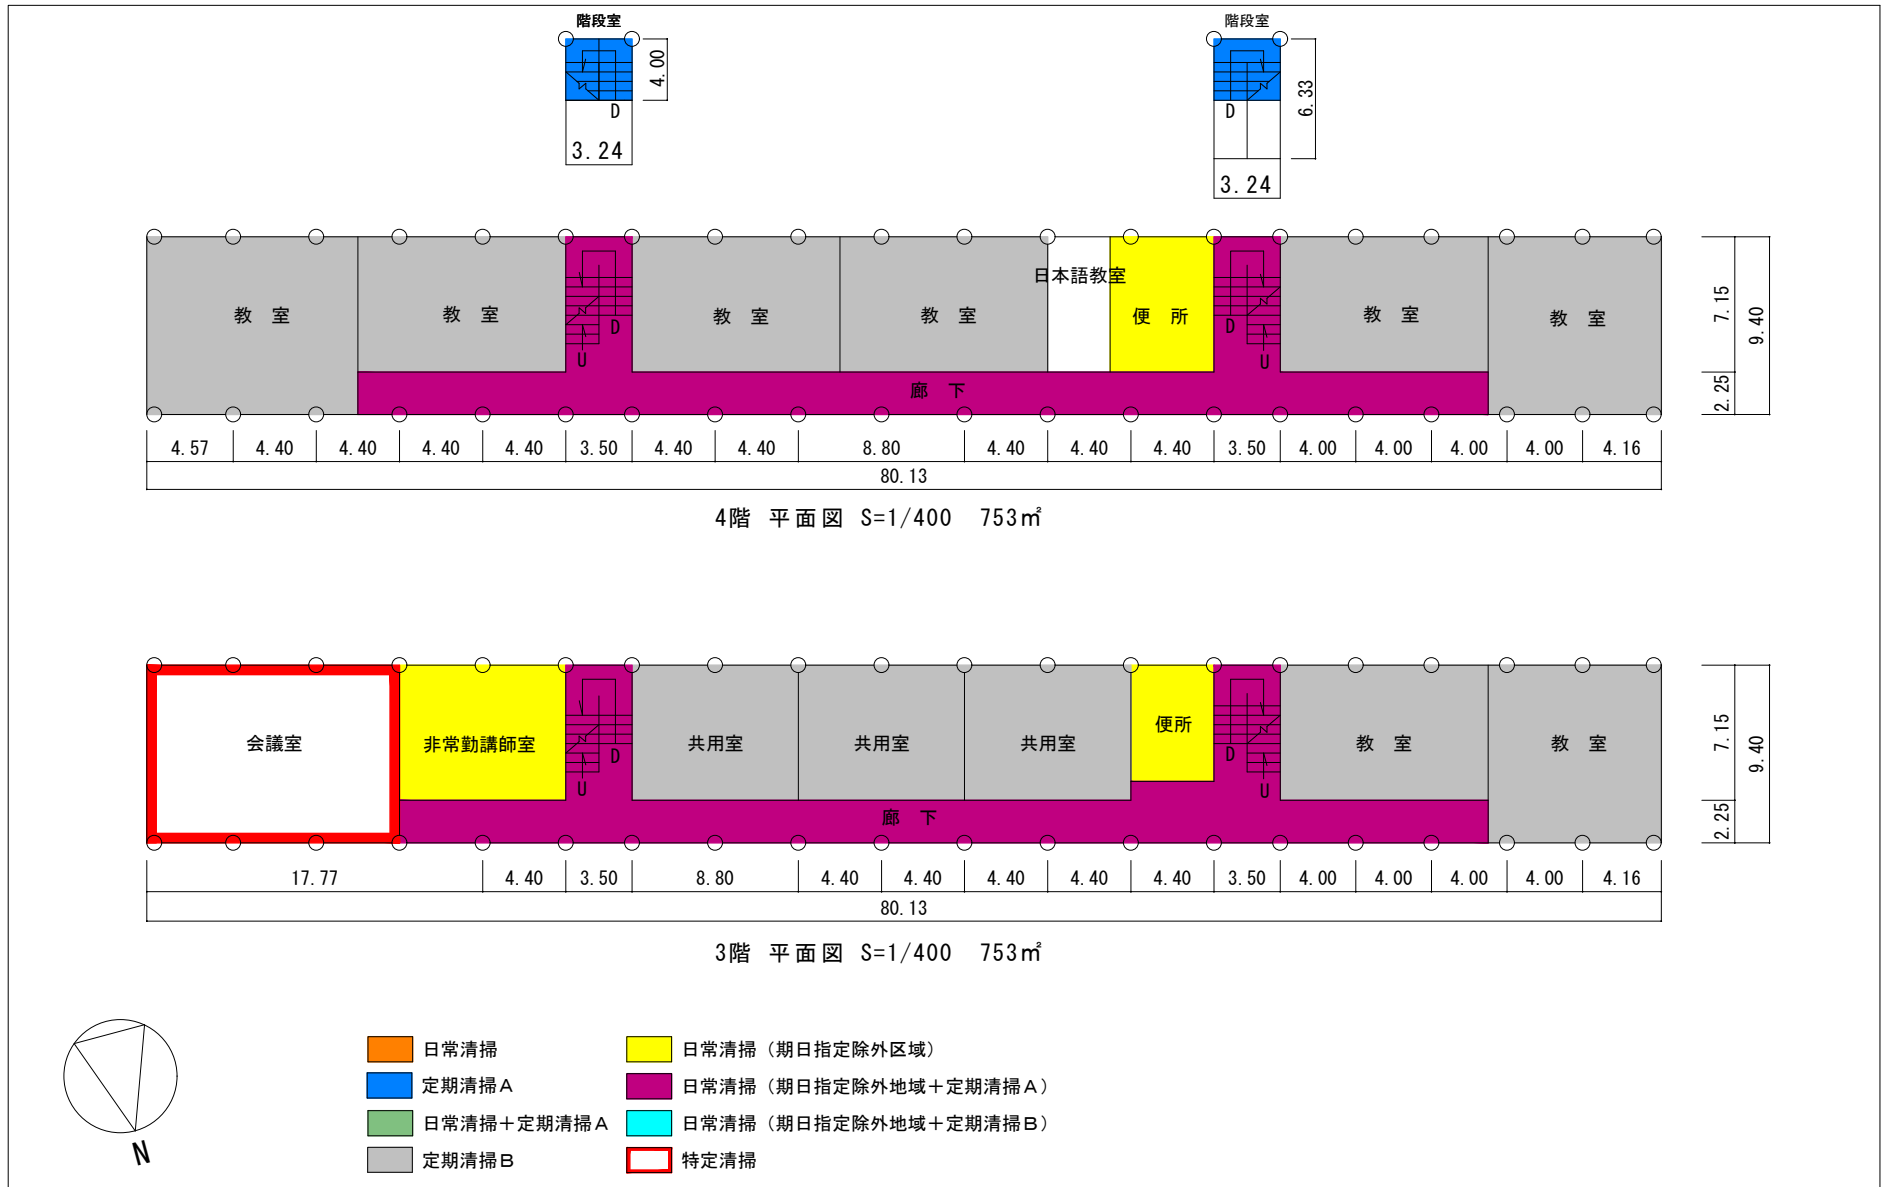 階段室 階段室
4.00
D
3.24
6.33
D
3.24
教 室 教 室 D U 教 室 教 室 日本語教室 便 所 D U 教 室 教 室
廊 下
7.15
2.25
9.40
4.57 4.40 4.40 4.40 4.40 3.50 4.40 4.40 8.80 4.40 4.40 4.40 3.50 4.00 4.00 4.00 4.00 4.16
80.13
4階 平面図 S=1/400 753㎡
会議室 非常勤講師室 D U 共用室 共用室 共用室 便所 D U 教 室 教 室
廊 下
7.15
2.25
9.40
17.77 4.40 3.50 8.80 4.40 4.40 4.40 4.40 4.40 3.50 4.00 4.00 4.00 4.00 4.16
80.13
3階 平面図 S=1/400 753㎡
N
日常清掃
定期清掃A
日常清掃+定期清掃A
定期清掃B
日常清掃（期日指定除外区域）
日常清掃（期日指定除外地域+定期清掃A）
日常清掃（期日指定除外地域+定期清掃B）
特定清掃